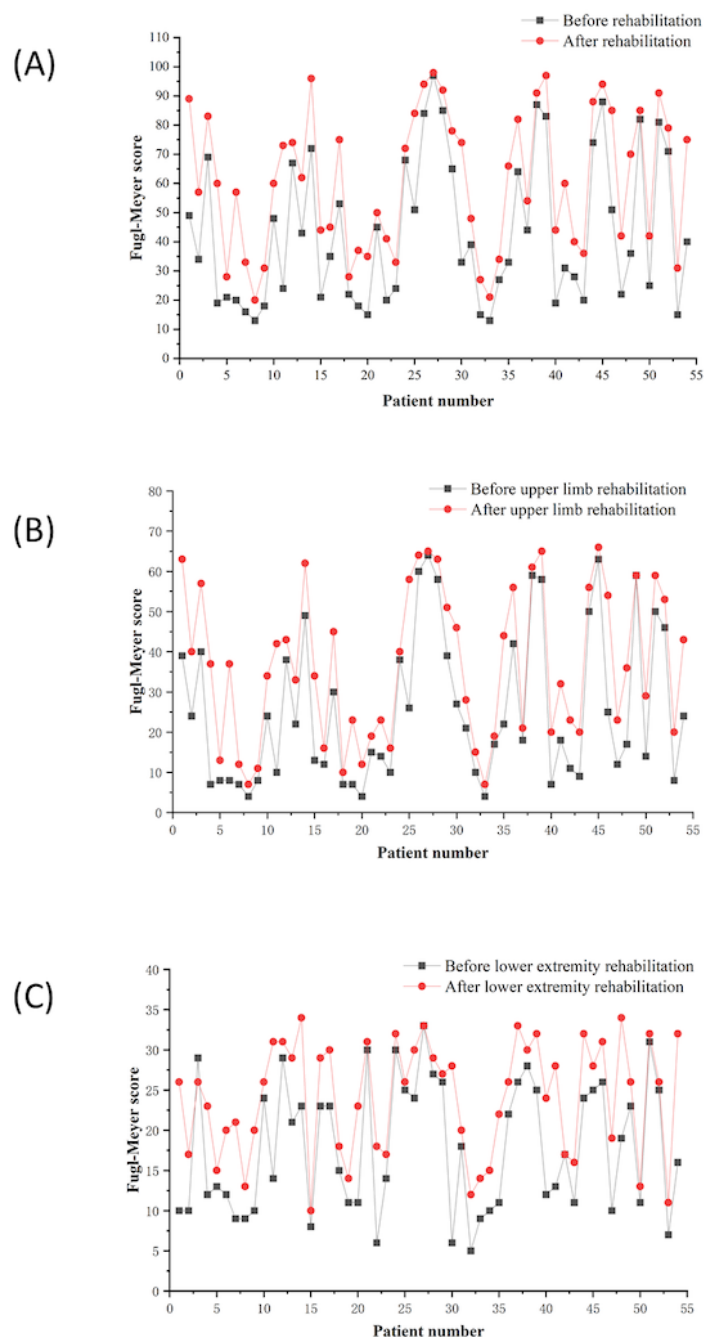 (A)
Before rehabilitation
After rehabilitation
110
100
90
80
70
60
50
40
30
20
10
0
Fugl-Meyer score
0 5 10 15 20 25 30 35 40 45 50 55
Patient number
(B)
Before upper limb rehabilitation
After upper limb rehabilitation
80
70
60
50
40
30
20
10
0
Fugl-Meyer score
0 5 10 15 20 25 30 35 40 45 50 55
Patient number
(C)
Before lower extremity rehabilitation
After lower extremity rehabilitation
40
35
30
25
20
15
10
5
0
Fugl-Meyer score
0 5 10 15 20 25 30 35 40 45 50 55
Patient number